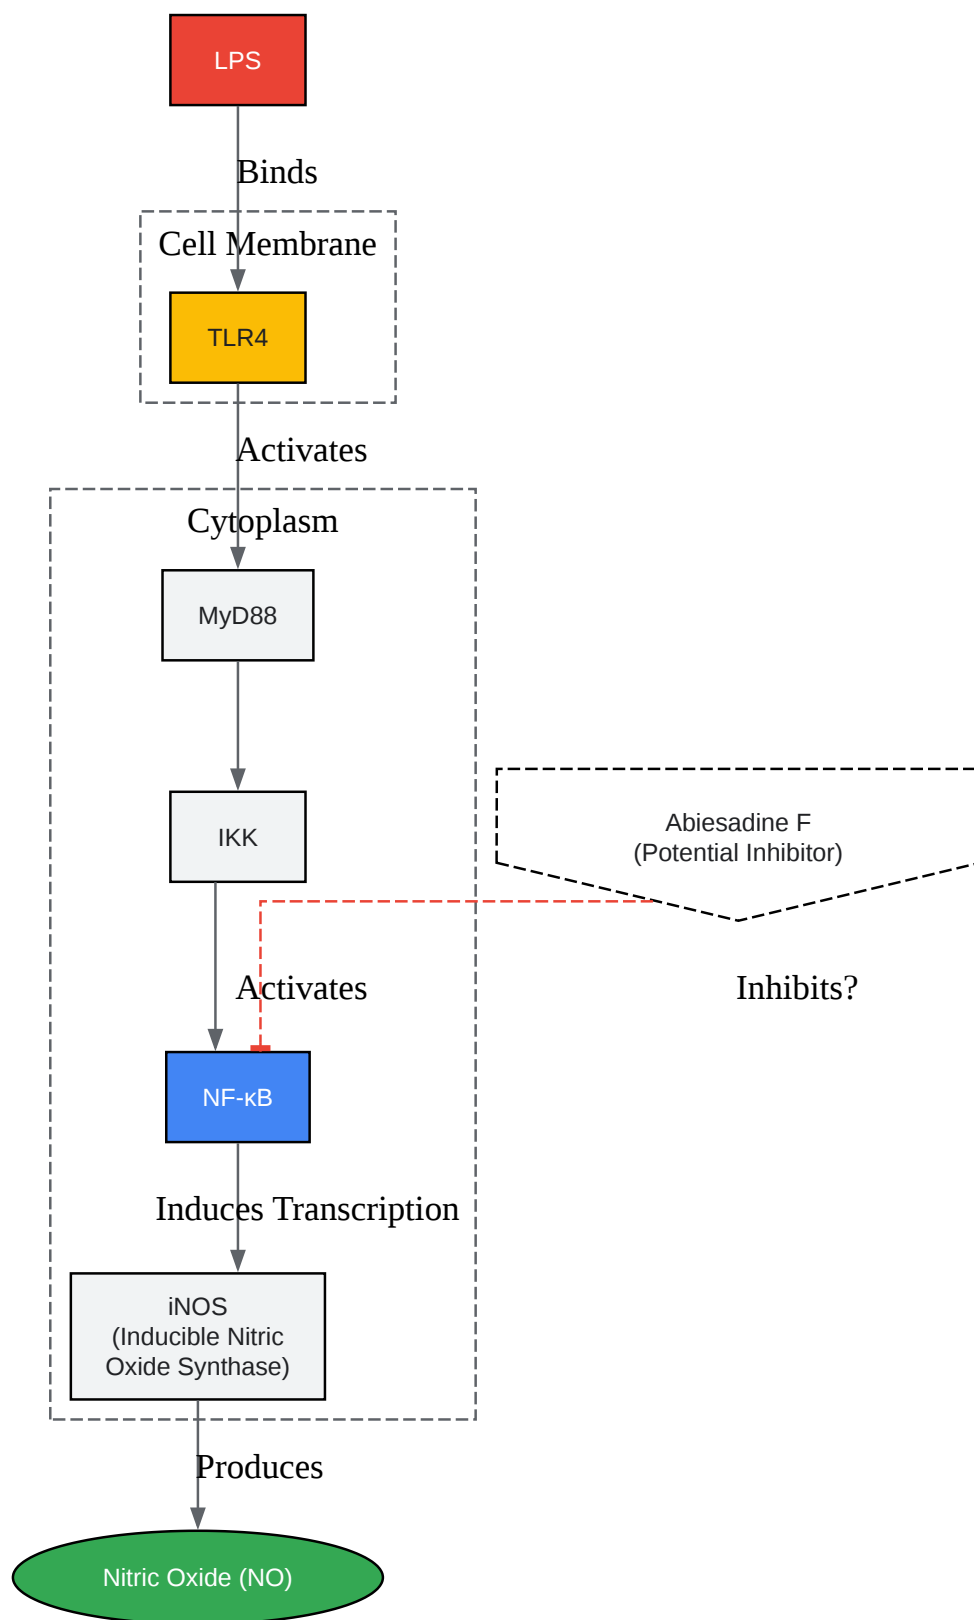 LPS
Binds
Cell Membrane
TLR4
Activates
Cytoplasm
MyD88
IKK
Abiesadine F
(Potential Inhibitor)
Activates
Inhibits?
NF-κB
Induces Transcription
iNOS
(Inducible Nitric
Oxide Synthase)
Produces
Nitric Oxide (NO)